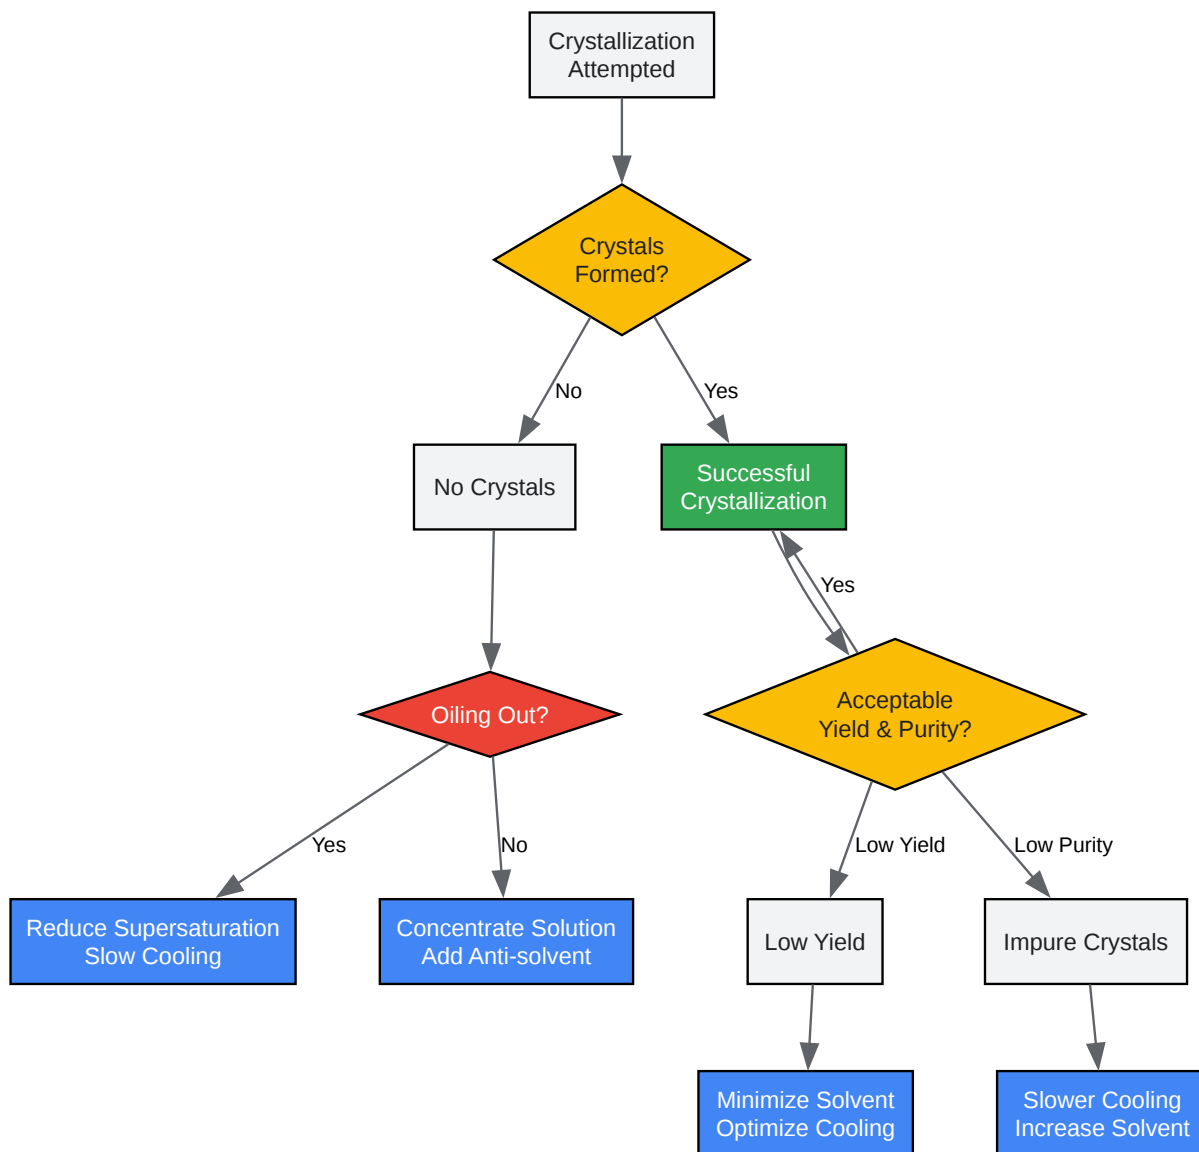 Crystallization
Attempted
Crystals
Formed?
No
Yes
No Crystals
Successful
Crystallization
Yes
Oiling Out?
Acceptable
Yield & Purity?
Yes
No
Low Yield
Low Purity
Reduce Supersaturation
Slow Cooling
Concentrate Solution
Add Anti-solvent
Low Yield
Impure Crystals
Minimize Solvent
Optimize Cooling
Slower Cooling
Increase Solvent